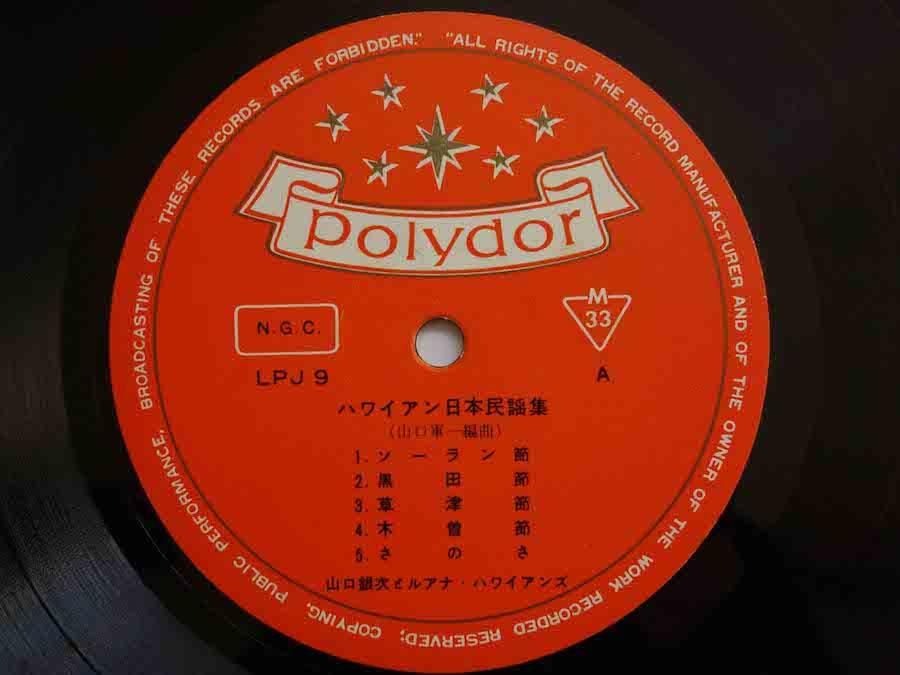 "ALL RIGHTS OF THE RECORD MANUFACTURER AND OF THE OWNER OF THE WORK RECORDED RESERVED; COPYING, PUBLIC PERFORMANCE, BROADCASTING OF THESE RECORDS ARE FORBIDDEN."
polydor
N.G.C.
M
33
LPJ 9
A
ハワイアン日本民謡集
(山口軍一編曲)
1. ソーラン節
2. 黒田節
3. 草津節
4. 木曽節
5. さのさ
山口銀次とルアナ・ハワイアンズ